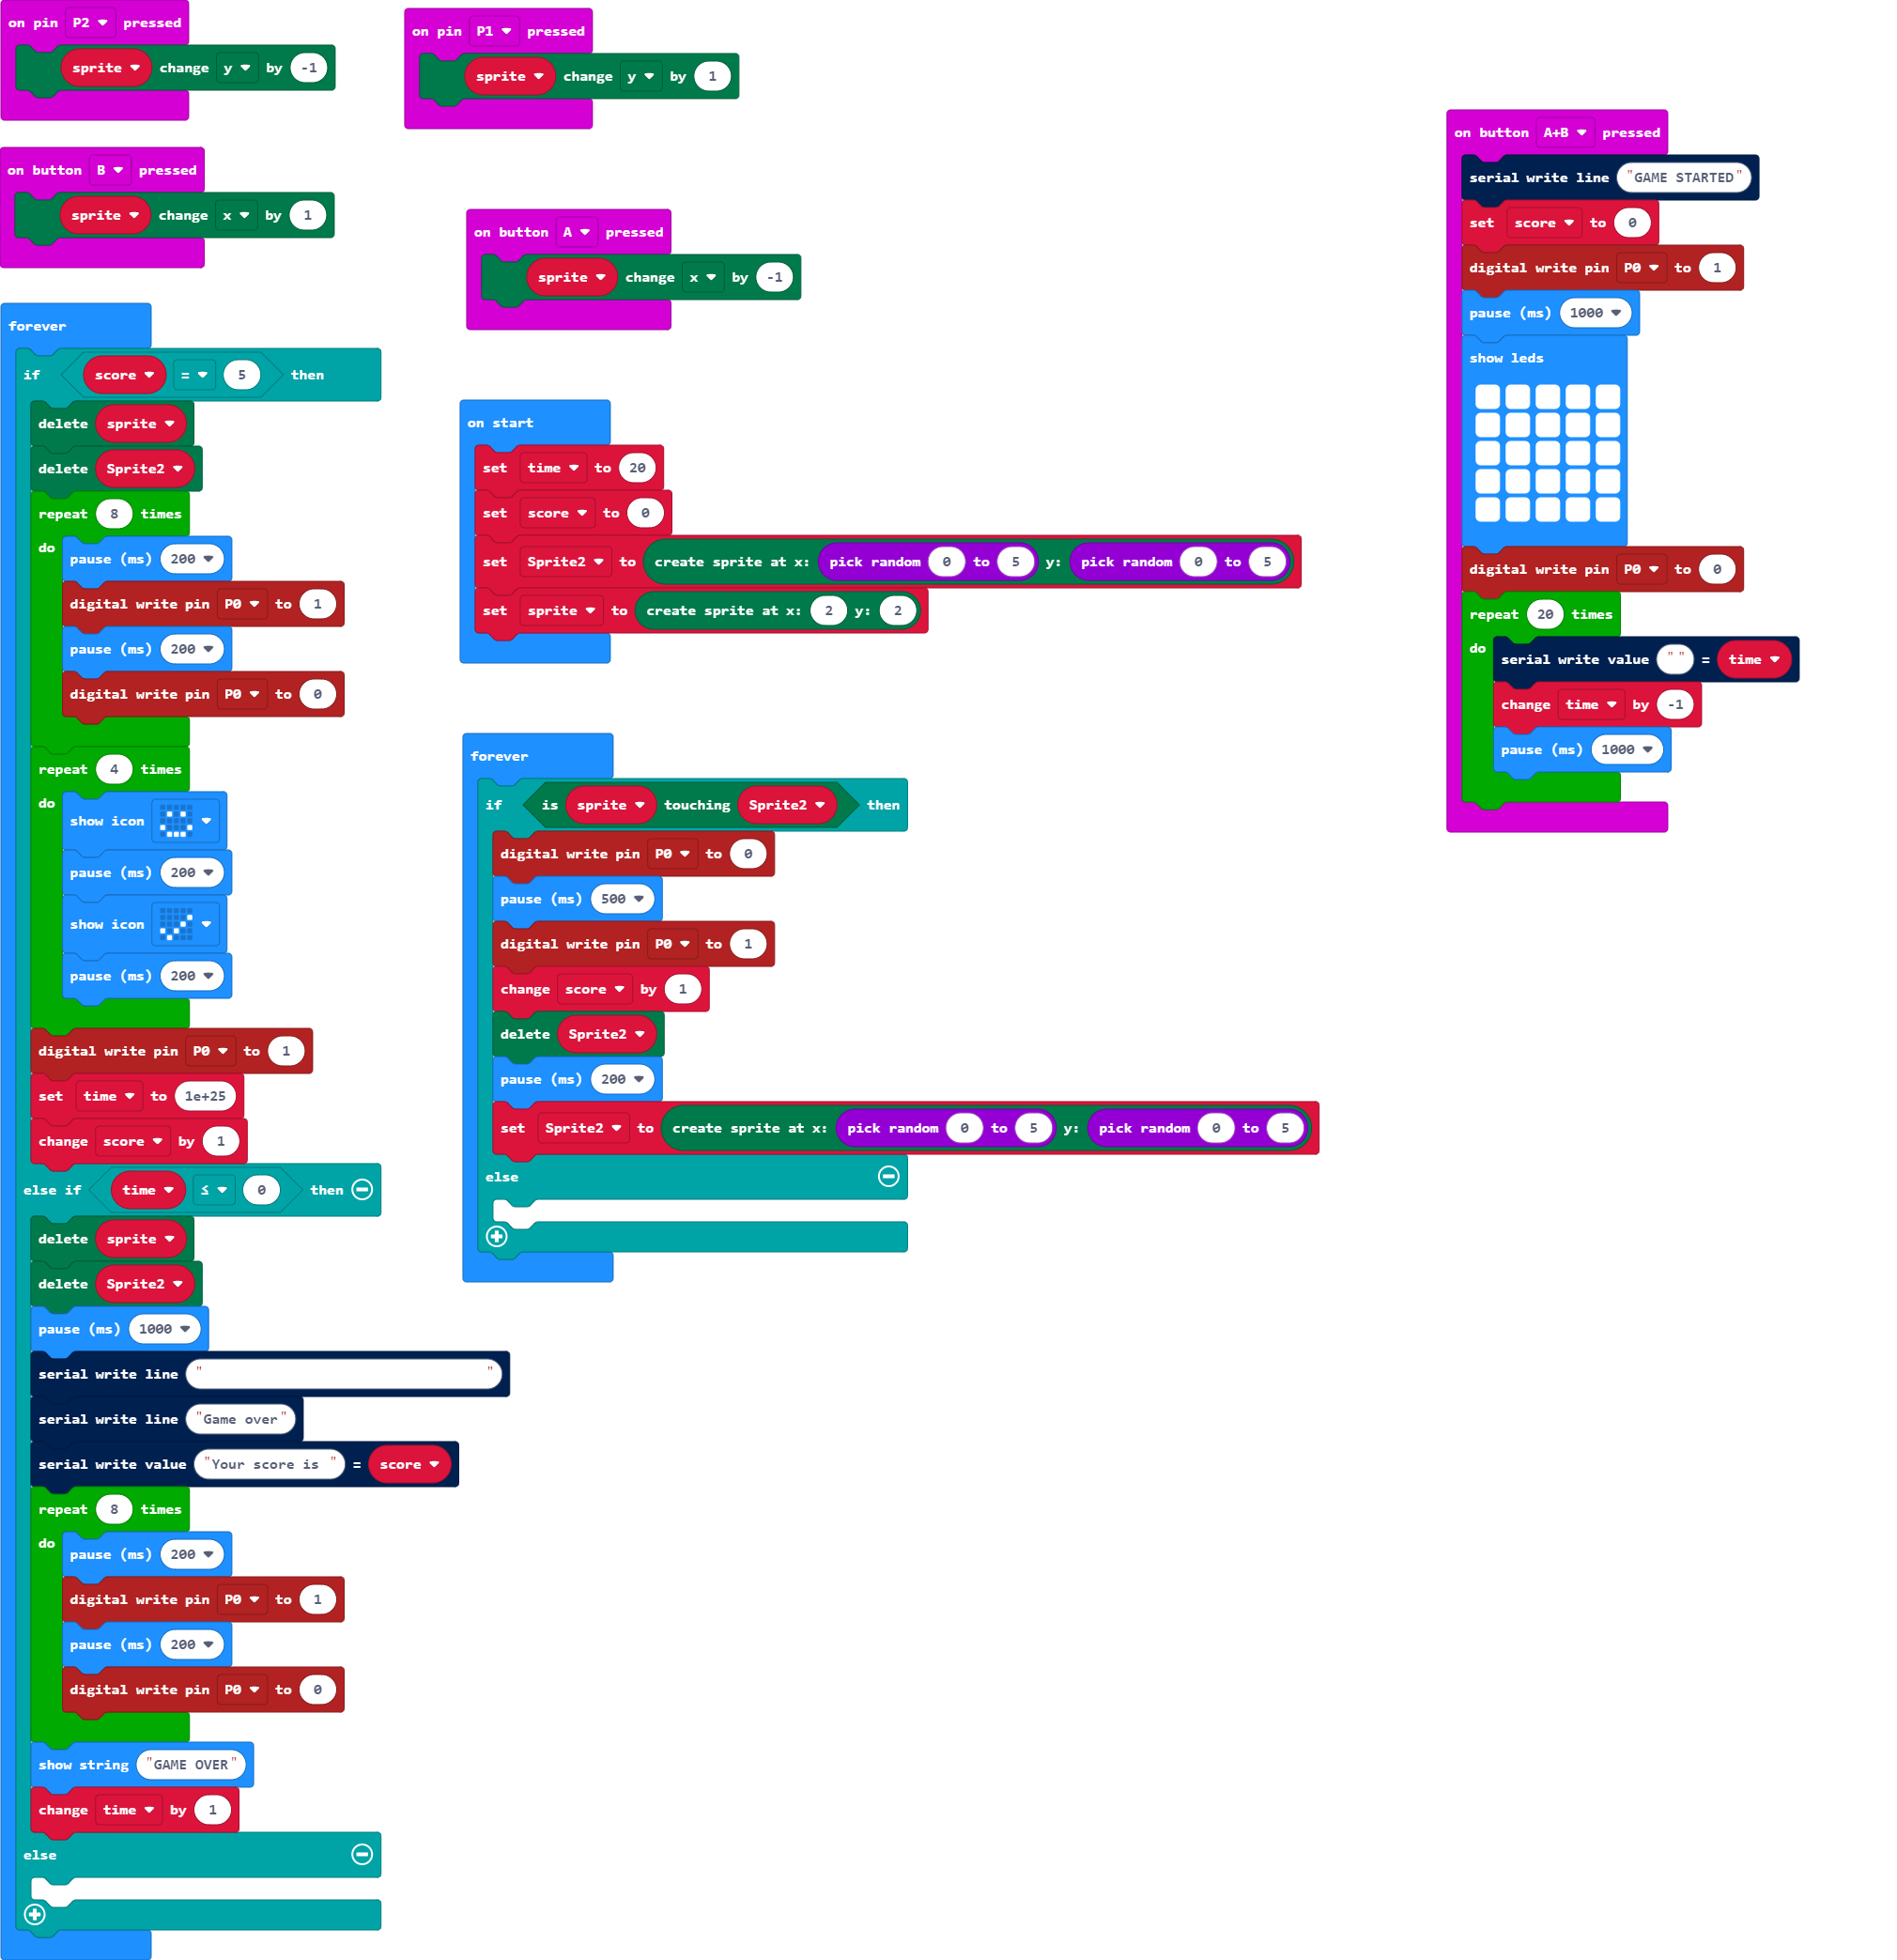 on pin P2 pressed
sprite change y by -1
on button B pressed
sprite change x by 1
forever
if score = 5 then
delete sprite
delete Sprite2
repeat 8 times
do pause (ms) 200
digital write pin P0 to 1
pause (ms) 200
digital write pin P0 to 0
repeat 4 times
do show icon
pause (ms) 200
show icon
pause (ms) 200
digital write pin P0 to 1
set time to 1e+25
change score by 1
else if time ≤ 0 then
delete sprite
delete Sprite2
pause (ms) 1000
serial write line " "
serial write line "Game over"
serial write value "Your score is " = score
repeat 8 times
do pause (ms) 200
digital write pin P0 to 1
pause (ms) 200
digital write pin P0 to 0
show string "GAME OVER"
change time by 1
else
on pin P1 pressed
sprite change y by 1
on button A pressed
sprite change x by -1
on start
set time to 20
set score to 0
set Sprite2 to create sprite at x: pick random 0 to 5 y: pick random 0 to 5
set sprite to create sprite at x: 2 y: 2
forever
if is sprite touching Sprite2 then
digital write pin P0 to 0
pause (ms) 500
digital write pin P0 to 1
change score by 1
delete Sprite2
pause (ms) 200
set Sprite2 to create sprite at x: pick random 0 to 5 y: pick random 0 to 5
else
on button A+B pressed
serial write line "GAME STARTED"
set score to 0
digital write pin P0 to 1
pause (ms) 1000
show leds
digital write pin P0 to 0
repeat 20 times
do serial write value " " = time
change time by -1
pause (ms) 1000